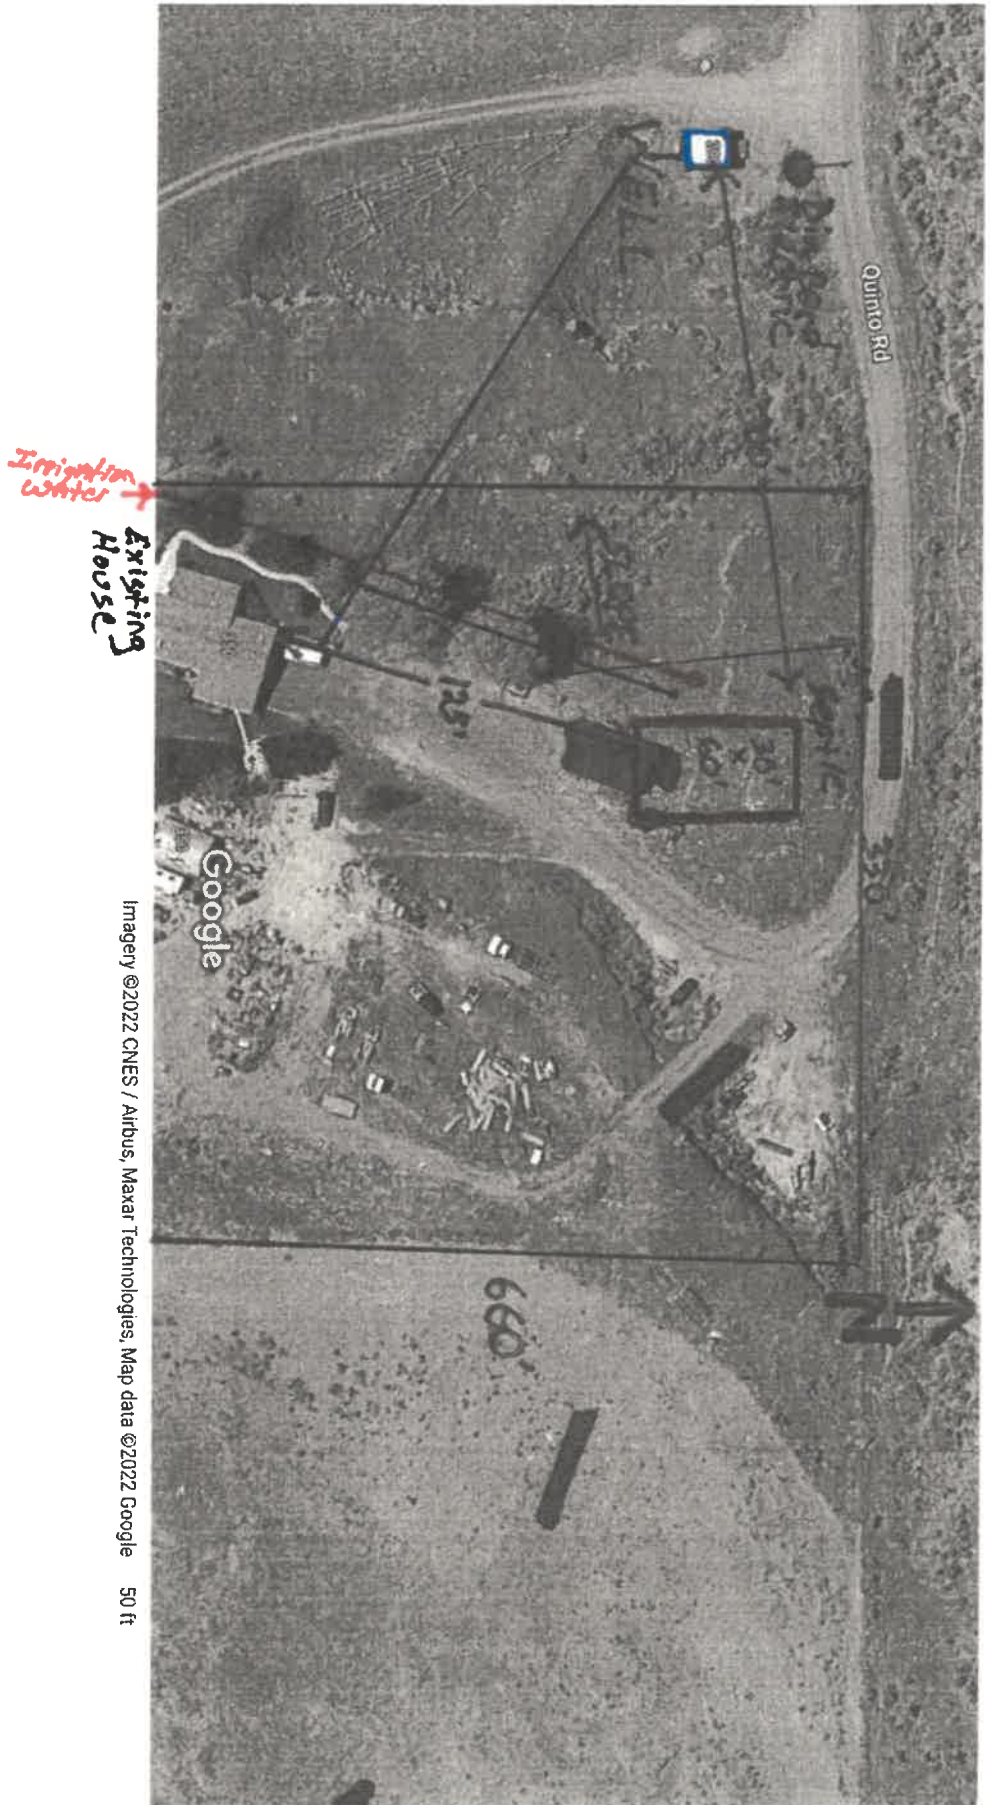 Quinto Rd
WELL
330'
125'
30'
x
60'
660'
N
Irrigation
Water
Existing
House
Google
Imagery ©2022 CNES / Airbus, Maxar Technologies, Map data ©2022 Google 50 ft